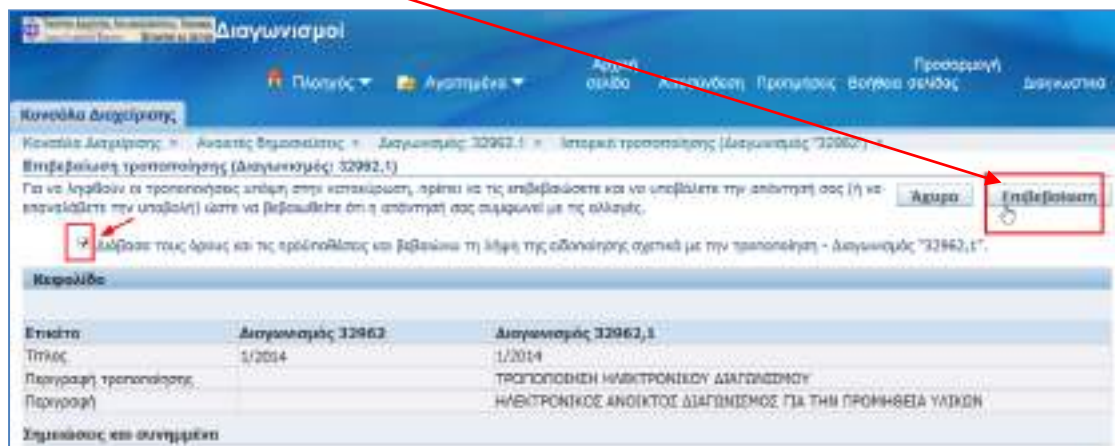 Διαγωνισμοί
Πλοηγός Αγαπημένα Αρχική σελίδα Αποσύνδεση Προτιμήσεις Βοήθεια Προσαρμογή σελίδας Διαγνωστικά
Κονσόλα Διαχείρισης
Κονσόλα Διαχείρισης > Ανοικτές δημοσιεύσεις > Διαγωνισμός: 32962,1 > Ιστορικό τροποποίησης (Διαγωνισμός "32962") >
Επιβεβαίωση τροποποίησης (Διαγωνισμός: 32962,1)
Για να ληφθούν οι τροποποιήσεις υπόψη στην κατακύρωση, πρέπει να τις επιβεβαιώσετε και να υποβάλετε την απάντησή σας (ή να
επαναλάβετε την υποβολή) ώστε να βεβαιωθείτε ότι η απάντησή σας συμφωνεί με τις αλλαγές.
Άκυρο Επιβεβαίωση
Διάβασα τους όρους και τις προϋποθέσεις και βεβαιώνω τη λήψη της ειδοποίησης σχετικά με την τροποποίηση - Διαγωνισμός "32962,1".
Κεφαλίδα
Ετικέτα Διαγωνισμός 32962 Διαγωνισμός 32962,1
Τίτλος 1/2014 1/2014
Περιγραφή τροποποίησης ΤΡΟΠΟΠΟΙΗΣΗ ΗΛΕΚΤΡΟΝΙΚΟΥ ΔΙΑΓΩΝΙΣΜΟΥ
Περιγραφή ΗΛΕΚΤΡΟΝΙΚΟΣ ΑΝΟΙΚΤΟΣ ΔΙΑΓΩΝΙΣΜΟΣ ΓΙΑ ΤΗΝ ΠΡΟΜΗΘΕΙΑ ΥΛΙΚΩΝ
Σημειώσεις και συνημμένα